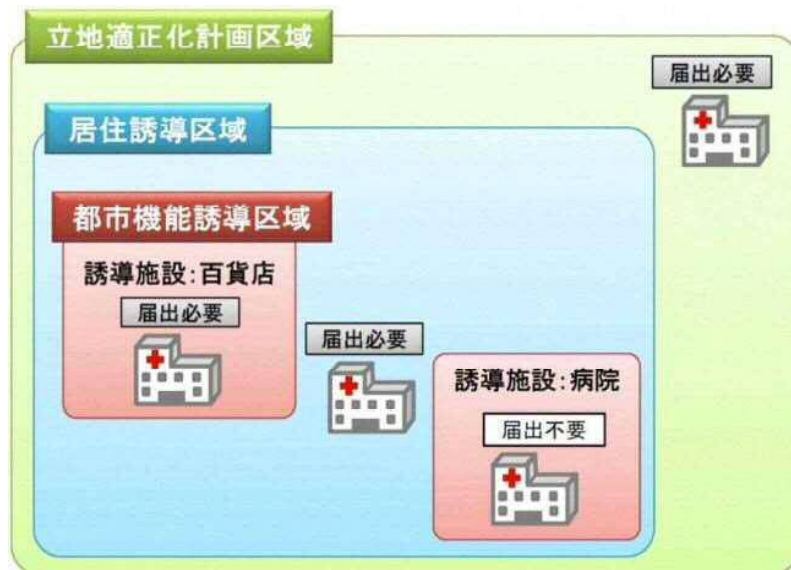 立地適正化計画区域
届出必要
居住誘導区域
都市機能誘導区域
誘導施設:百貨店
届出必要
届出必要
誘導施設:病院
届出不要